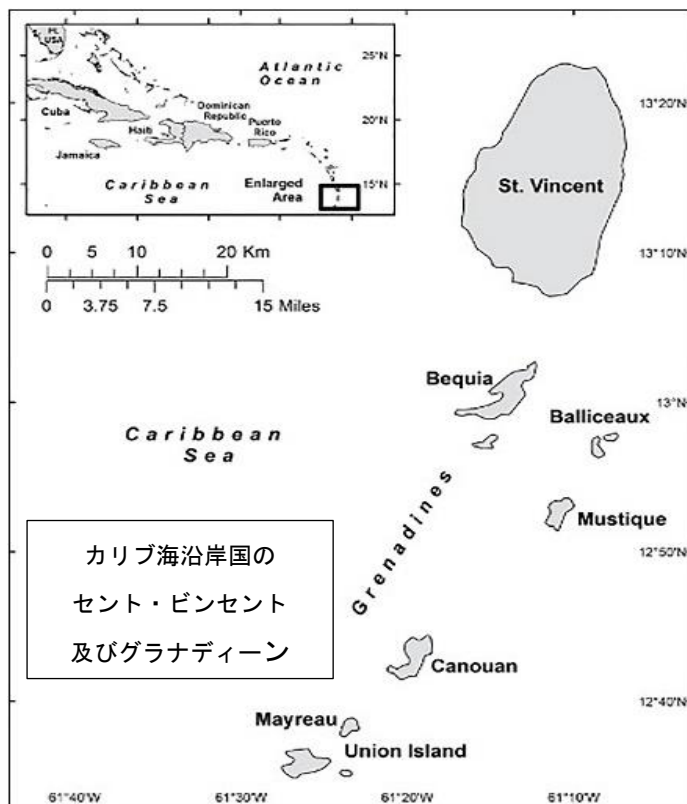 FL
USA
Atlantic
Ocean
25°N
Cuba
Dominican
Republic
Puerto
Rico
20°N
Haiti
Jamaica
Caribbean
Sea
Enlarged
Area
15°N
0 5 10 20 Km
0 3.75 7.5 15 Miles
13°20'N
St. Vincent
13°10'N
Bequia
13°N
Balliceaux
Caribbean
Sea
Mustique
Grenadines
12°50'N
カリブ海沿岸国の
セント・ビンセント
及びグラナディーン
Canouan
12°40'N
Mayreau
Union Island
61°40'W 61°30'W 61°20'W 61°10'W